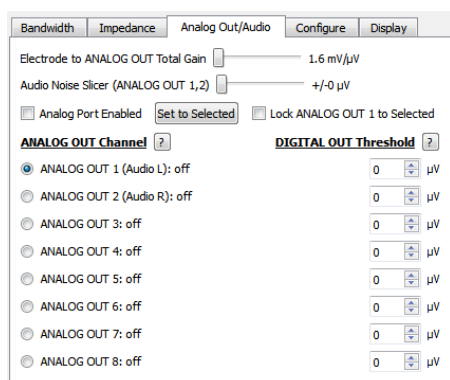 Bandwidth Impedance Analog Out/Audio Configure Display
Electrode to ANALOG OUT Total Gain 1.6 mV/µV
Audio Noise Slicer (ANALOG OUT 1,2) +/-0 µV
Analog Port Enabled Set to Selected Lock ANALOG OUT 1 to Selected
ANALOG OUT Channel ? DIGITAL OUT Threshold ?
ANALOG OUT 1 (Audio L): off 0 µV
ANALOG OUT 2 (Audio R): off 0 µV
ANALOG OUT 3: off 0 µV
ANALOG OUT 4: off 0 µV
ANALOG OUT 5: off 0 µV
ANALOG OUT 6: off 0 µV
ANALOG OUT 7: off 0 µV
ANALOG OUT 8: off 0 µV